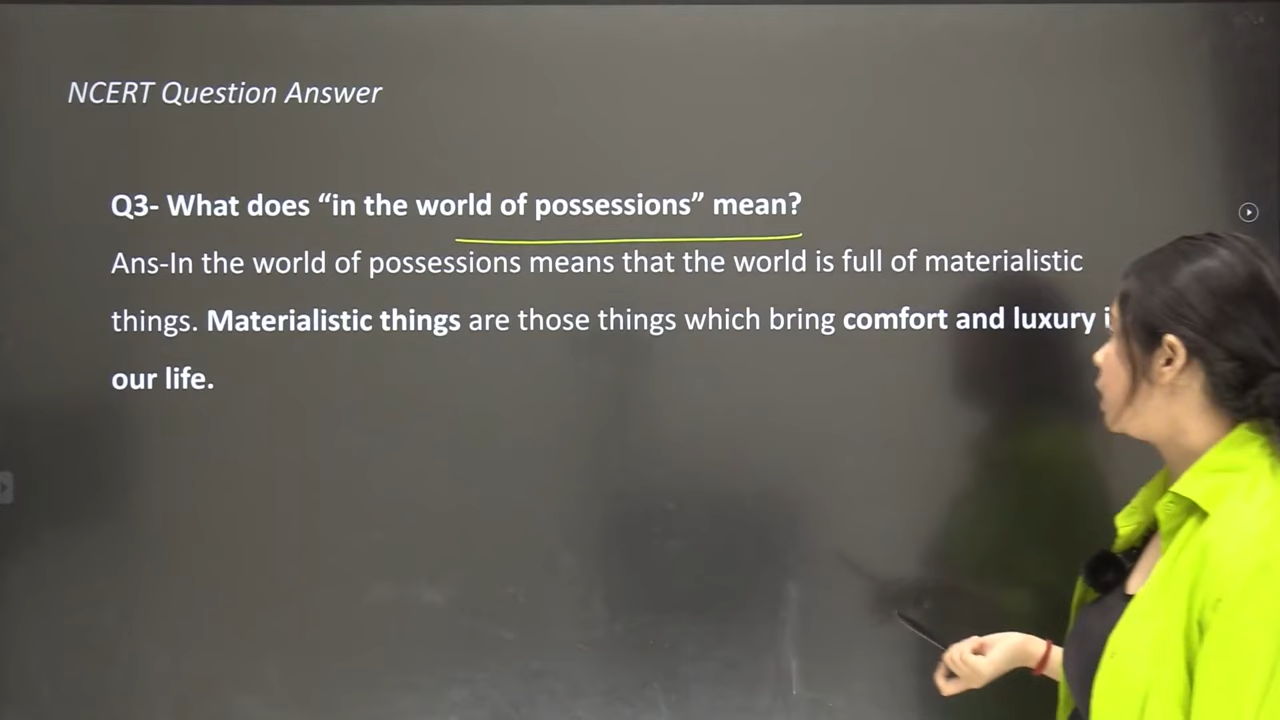 NCERT Question Answer
Q3- What does “in the world of possessions” mean?
Ans-In the world of possessions means that the world is full of materialistic
things. Materialistic things are those things which bring comfort and luxury
our life.